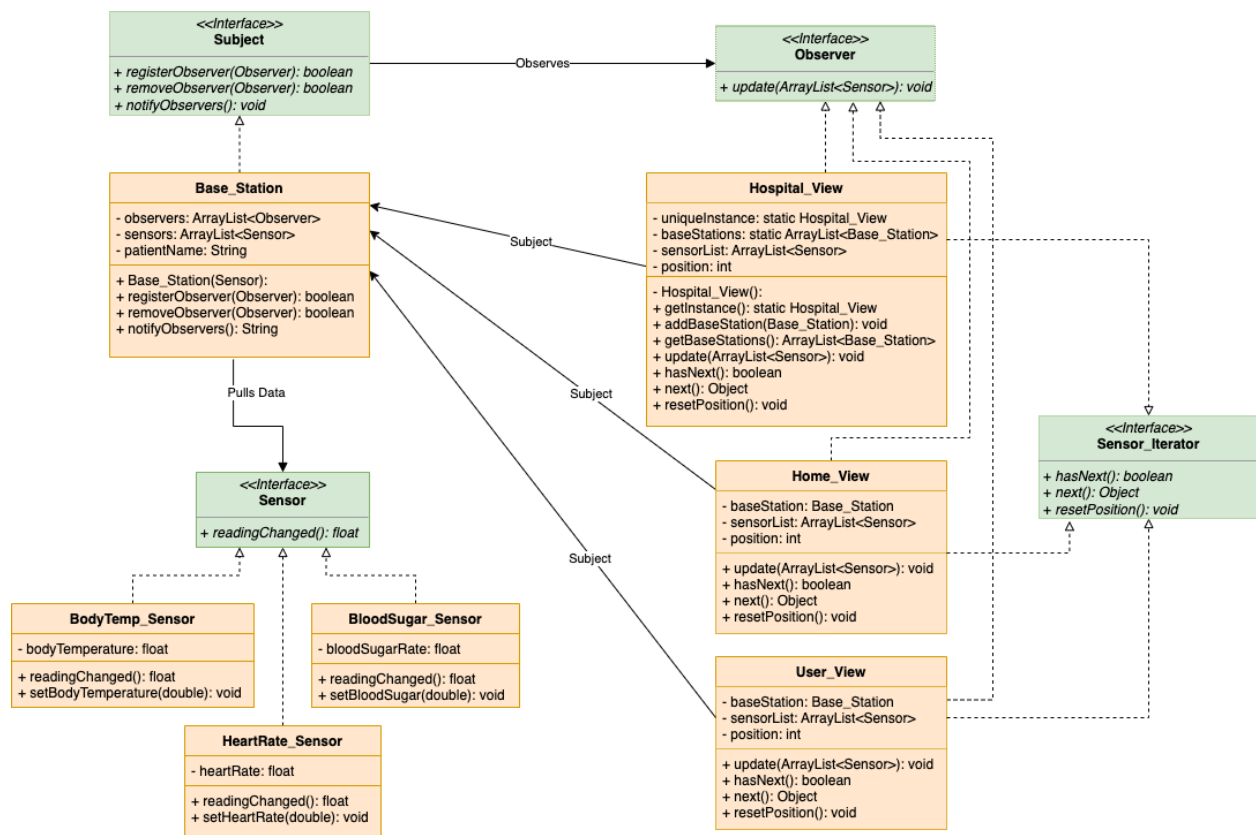 <<Interface>>
Subject
+ registerObserver(Observer): boolean
+ removeObserver(Observer): boolean
+ notifyObservers(): void
Observes
<<Interface>>
Observer
+ update(ArrayList<Sensor>): void
Base_Station
- observers: ArrayList<Observer>
- sensors: ArrayList<Sensor>
- patientName: String
+ Base_Station(Sensor):
+ registerObserver(Observer): boolean
+ removeObserver(Observer): boolean
+ notifyObservers(): String
Subject
Hospital_View
- uniqueInstance: static Hospital_View
- baseStations: static ArrayList<Base_Station>
- sensorList: ArrayList<Sensor>
- position: int
- Hospital_View():
+ getInstance(): static Hospital_View
+ addBaseStation(Base_Station): void
+ getBaseStations(): ArrayList<Base_Station>
+ update(ArrayList<Sensor>): void
+ hasNext(): boolean
+ next(): Object
+ resetPosition(): void
Pulls Data
Subject
<<Interface>>
Sensor_Iterator
+ hasNext(): boolean
+ next(): Object
+ resetPosition(): void
<<Interface>>
Sensor
+ readingChanged(): float
Home_View
- baseStation: Base_Station
- sensorList: ArrayList<Sensor>
- position: int
+ update(ArrayList<Sensor>): void
+ hasNext(): boolean
+ next(): Object
+ resetPosition(): void
Subject
BodyTemp_Sensor
- bodyTemperature: float
+ readingChanged(): float
+ setBodyTemperature(double): void
BloodSugar_Sensor
- bloodSugarRate: float
+ readingChanged(): float
+ setBloodSugar(double): void
HeartRate_Sensor
- heartRate: float
+ readingChanged(): float
+ setHeartRate(double): void
User_View
- baseStation: Base_Station
- sensorList: ArrayList<Sensor>
- position: int
+ update(ArrayList<Sensor>): void
+ hasNext(): boolean
+ next(): Object
+ resetPosition(): void